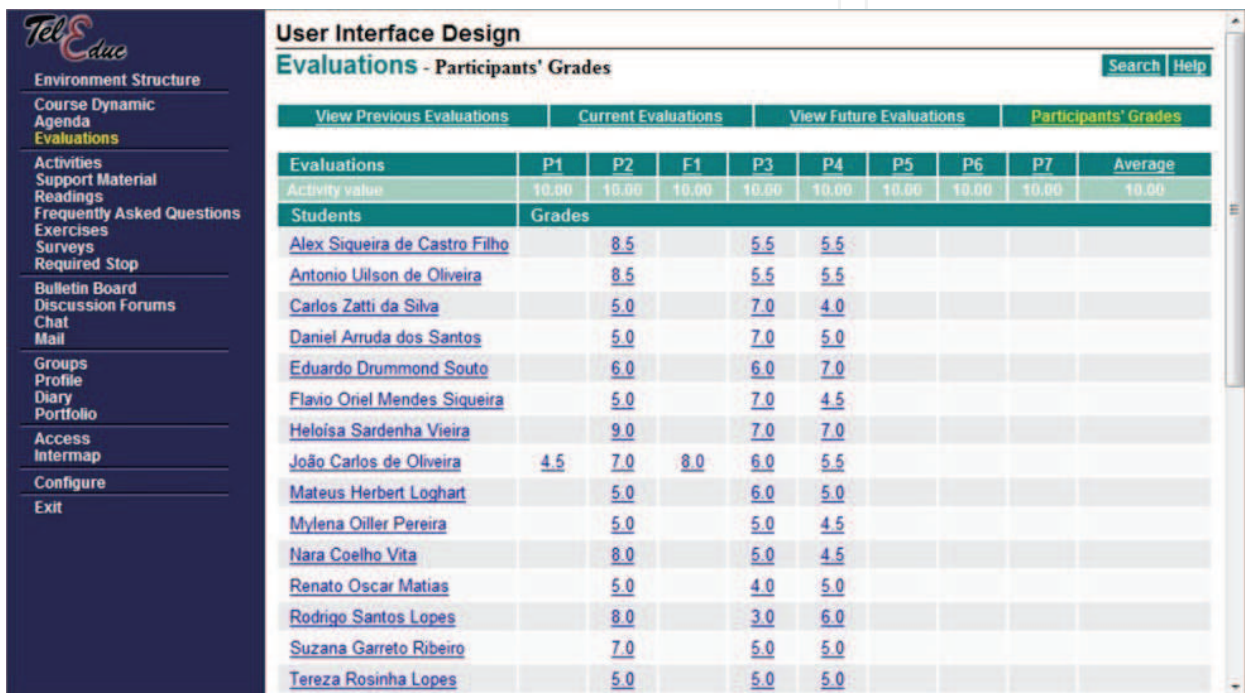 TelEduc
Environment Structure
Course Dynamic
Agenda
Evaluations
Activities
Support Material
Readings
Frequently Asked Questions
Exercises
Surveys
Required Stop
Bulletin Board
Discussion Forums
Chat
Mail
Groups
Profile
Diary
Portfolio
Access
Intermap
Configure
Exit
User Interface Design
Evaluations - Participants' Grades
Search Help
View Previous Evaluations Current Evaluations View Future Evaluations Participants' Grades
Evaluations P1 P2 F1 P3 P4 P5 P6 P7 Average
Activity value 10.00 10.00 10.00 10.00 10.00 10.00 10.00 10.00 10.00
Students Grades
Alex Siqueira de Castro Filho 8.5 5.5 5.5
Antonio Uilson de Oliveira 8.5 5.5 5.5
Carlos Zatti da Silva 5.0 7.0 4.0
Daniel Arruda dos Santos 5.0 7.0 5.0
Eduardo Drummond Souto 6.0 6.0 7.0
Flavio Oriel Mendes Siqueira 5.0 7.0 4.5
Heloísa Sardenha Vieira 9.0 7.0 7.0
João Carlos de Oliveira 4.5 7.0 8.0 6.0 5.5
Mateus Herbert Loghart 5.0 6.0 5.0
Mylena Oiller Pereira 5.0 5.0 4.5
Nara Coelho Vita 8.0 5.0 4.5
Renato Oscar Matias 5.0 4.0 5.0
Rodrigo Santos Lopes 8.0 3.0 6.0
Suzana Garreto Ribeiro 7.0 5.0 5.0
Tereza Rosinha Lopes 5.0 5.0 5.0